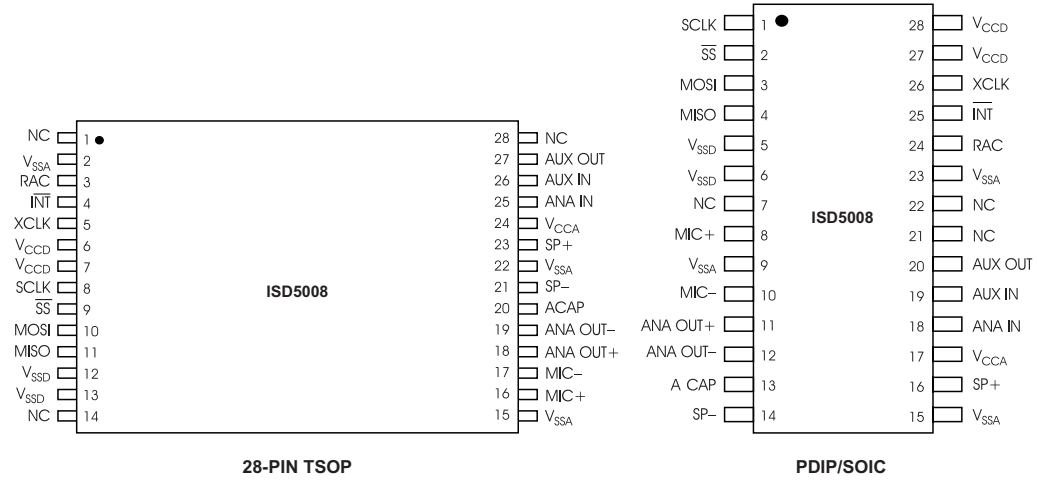 NC 1 28 NC
VSSA 2 27 AUX OUT
RAC 3 26 AUX IN
INT 4 25 ANA IN
XCLK 5 24 VCCA
VCCD 6 23 SP+
VCCD 7 22 VSSA
SCLK 8 21 SP–
SS 9 20 ACAP
MOSI 10 19 ANA OUT–
MISO 11 18 ANA OUT+
VSSD 12 17 MIC–
VSSD 13 16 MIC+
NC 14 15 VSSA
ISD5008
28-PIN TSOP
SCLK 1 28 VCCD
SS 2 27 VCCD
MOSI 3 26 XCLK
MISO 4 25 INT
VSSD 5 24 RAC
VSSD 6 23 VSSA
NC 7 22 NC
MIC+ 8 21 NC
VSSA 9 20 AUX OUT
MIC– 10 19 AUX IN
ANA OUT+ 11 18 ANA IN
ANA OUT– 12 17 VCCA
A CAP 13 16 SP+
SP– 14 15 VSSA
ISD5008
PDIP/SOIC